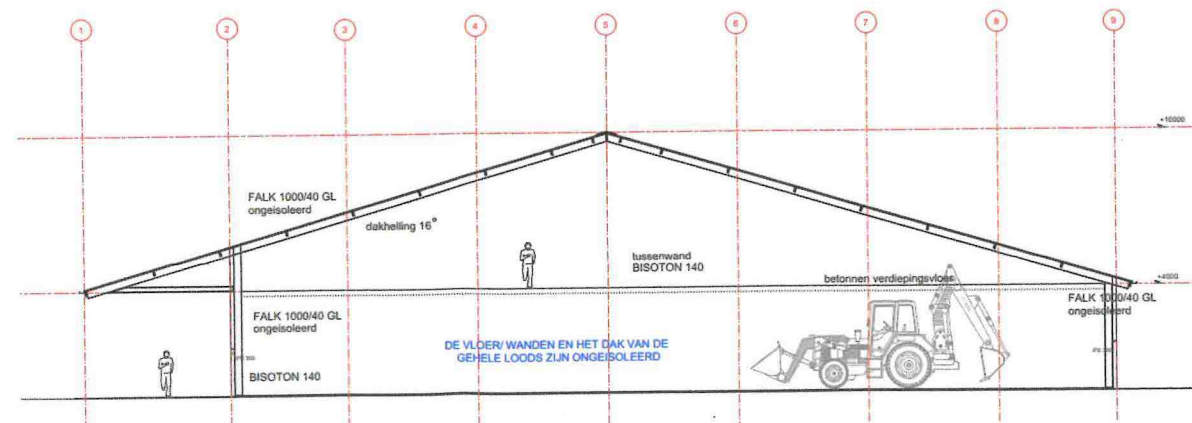 1 2 3 4 5 6 7 8 9
+10000
FALK 1000/40 GL
ongeisoleerd
dakhelling 16°
tussenwand
BISOTON 140
betonnen verdiepingsvloer
+4000
FALK 1000/40 GL
ongeisoleerd
FALK 1000/40 GL
ongeisoleerd
DE VLOER/ WANDEN EN HET DAK VAN DE
GEHELE LOODS ZIJN ONGEISOLEERD
BISOTON 140